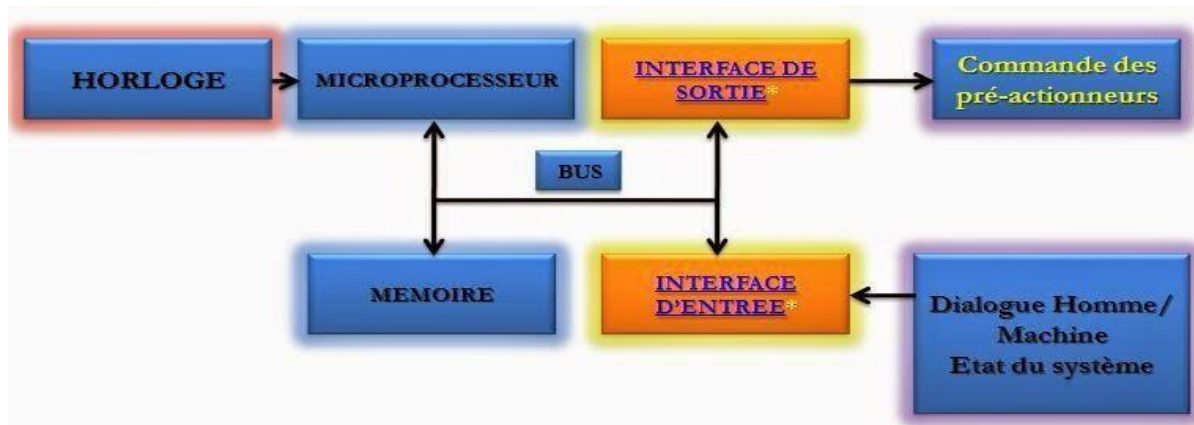 HORLOGE
MICROPROCESSEUR
INTERFACE DE
SORTIE*
Commande des
pré-actionneurs
BUS
MEMOIRE
INTERFACE
D'ENTREE*
Dialogue Homme/
Machine
Etat du système